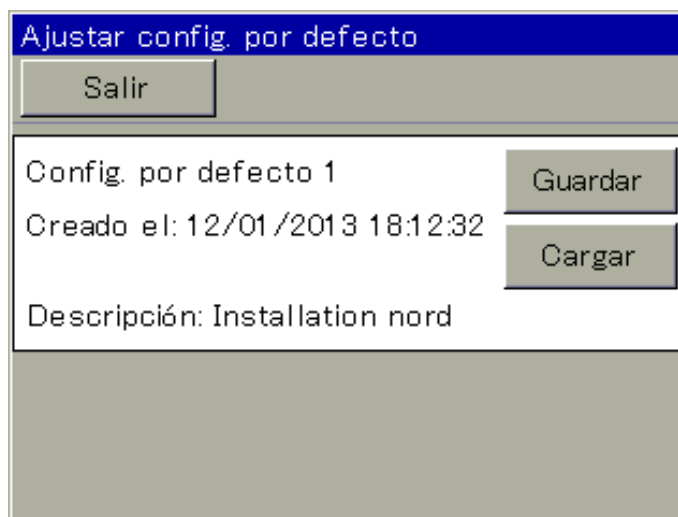 Ajustar config. por defecto
Salir
Config. por defecto 1
Guardar
Creado el: 12/01/2013 18:12:32
Cargar
Descripción: Installation nord